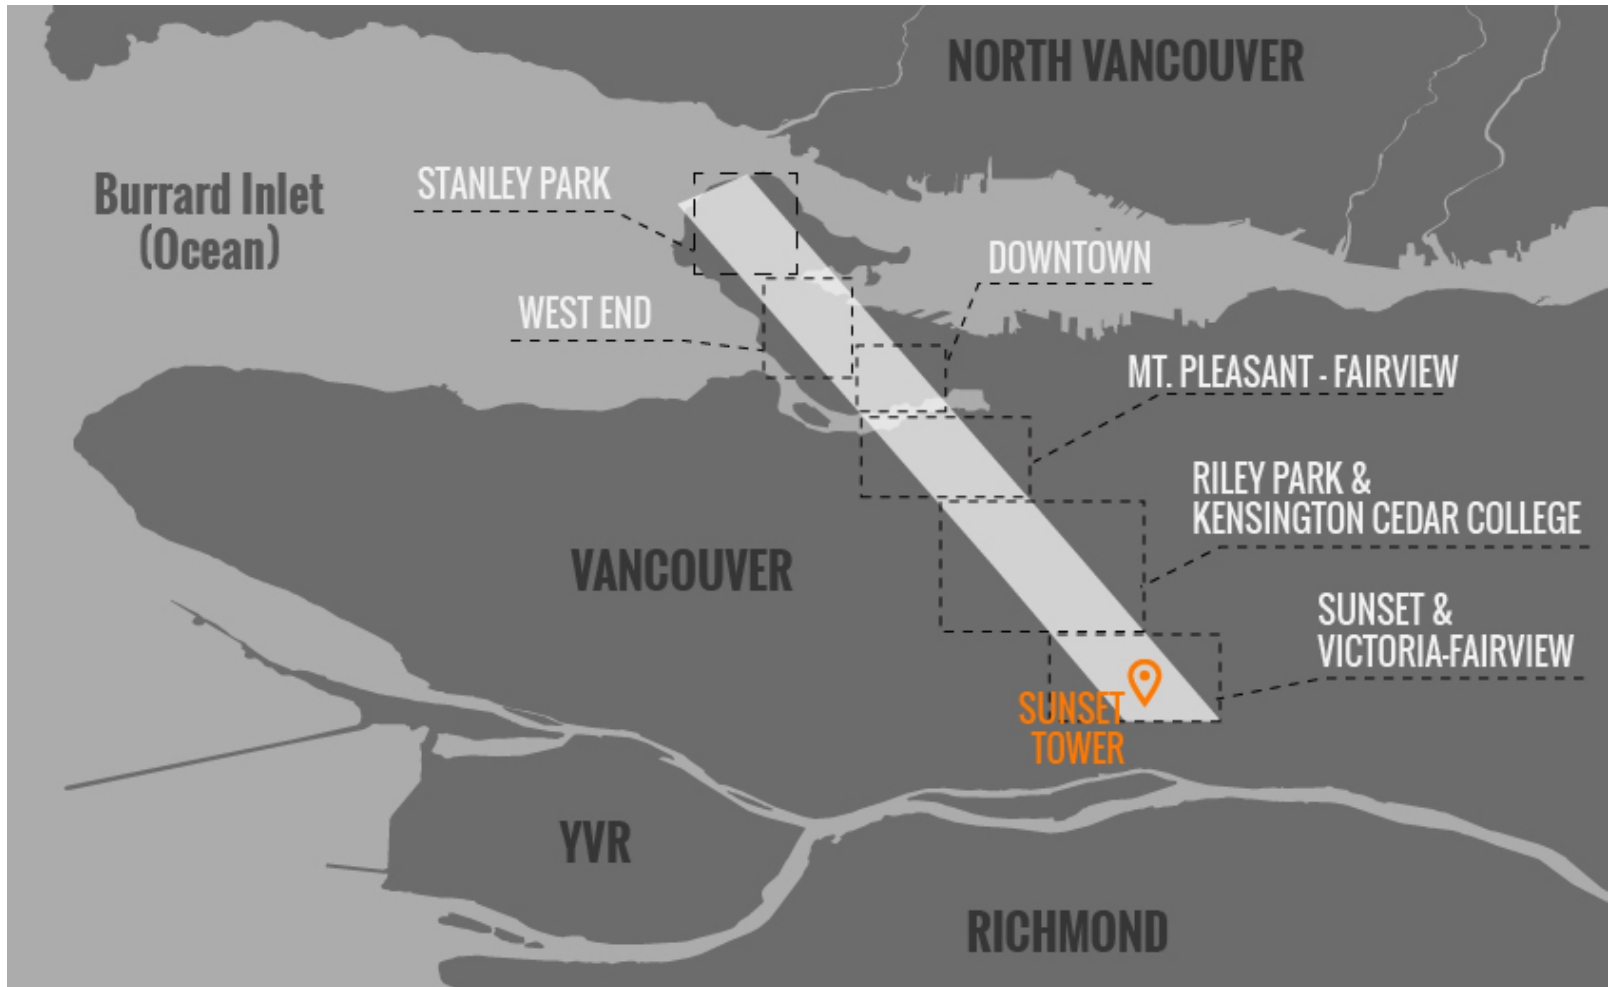 NORTH VANCOUVER
Burrard Inlet
(Ocean)
STANLEY PARK
DOWNTOWN
WEST END
MT. PLEASANT - FAIRVIEW
RILEY PARK &
KENSINGTON CEDAR COLLEGE
VANCOUVER
SUNSET &
VICTORIA-FAIRVIEW
SUNSET
TOWER
YVR
RICHMOND